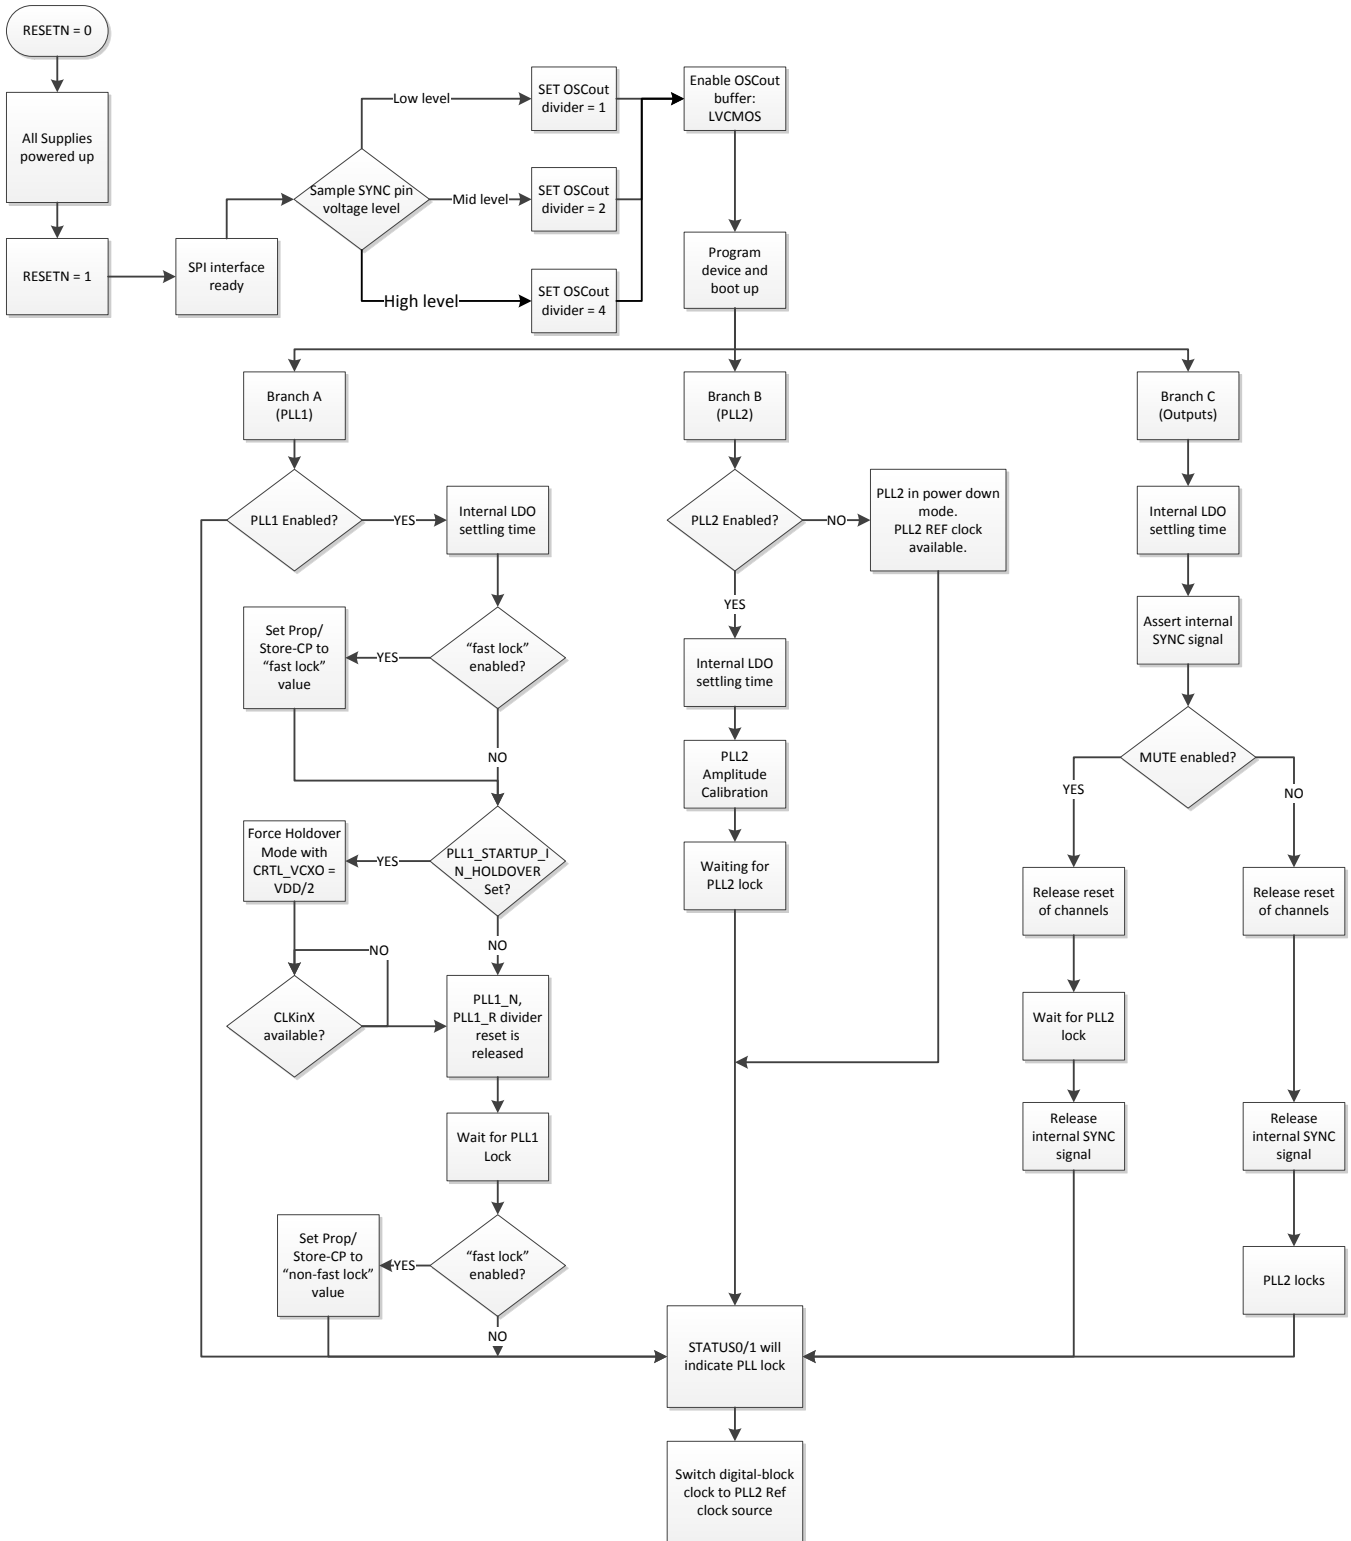 RESETN = 0
All Supplies
powered up
RESETN = 1
SPI interface
ready
Sample SYNC pin
voltage level
Low level
Mid level
High level
SET OSCout
divider = 1
SET OSCout
divider = 2
SET OSCout
divider = 4
Enable OSCout
buffer:
LVCMOS
Program
device and
boot up
Branch A
(PLL1)
PLL1 Enabled?
YES
Internal LDO
settling time
"fast lock"
enabled?
YES
Set Prop/
Store-CP to
"fast lock"
value
NO
PLL1_STARTUP_I
N_HOLDOVER
Set?
YES
Force Holdover
Mode with
CRTL_VCXO =
VDD/2
NO
CLKinX
available?
NO
PLL1_N,
PLL1_R divider
reset is
released
Wait for PLL1
Lock
"fast lock"
enabled?
YES
Set Prop/
Store-CP to
"non-fast lock"
value
NO
Branch B
(PLL2)
PLL2 Enabled?
NO
PLL2 in power down
mode.
PLL2 REF clock
available.
YES
Internal LDO
settling time
PLL2
Amplitude
Calibration
Waiting for
PLL2 lock
Branch C
(Outputs)
Internal LDO
settling time
Assert internal
SYNC signal
MUTE enabled?
YES
Release reset
of channels
Wait for PLL2
lock
Release
internal SYNC
signal
NO
Release reset
of channels
Release
internal SYNC
signal
PLL2 locks
STATUS0/1 will
indicate PLL lock
Switch digital-block
clock to PLL2 Ref
clock source